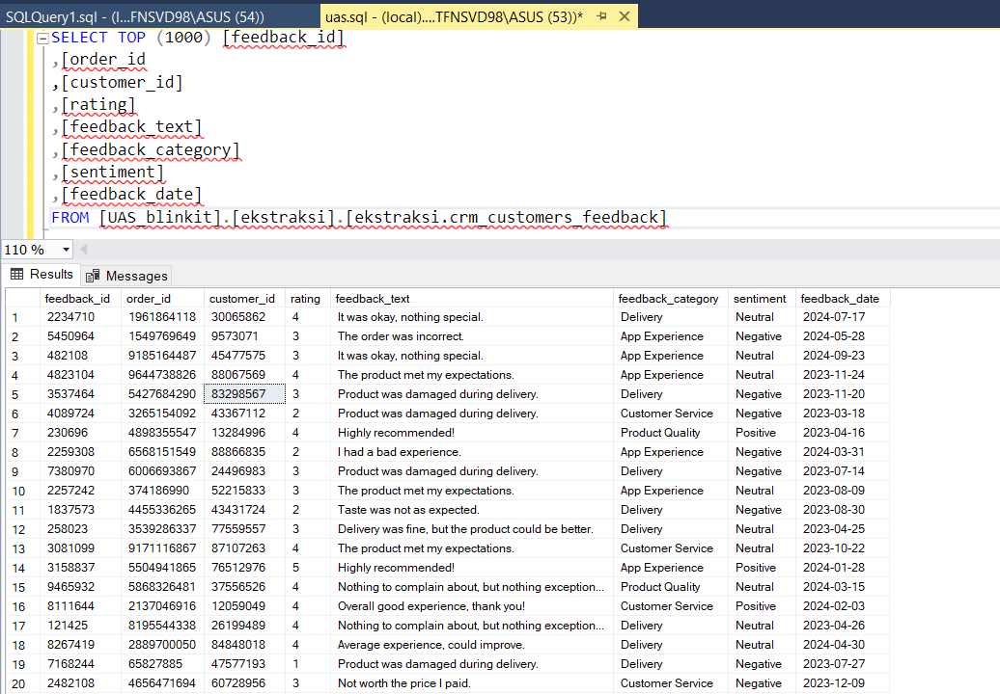 SQLQuery1.sql - (l...FNSVD98\ASUS (54)) uas.sql - (local)....TFNSVD98\ASUS (53))*
SELECT TOP (1000) [feedback_id]
,[order_id
,[customer_id]
,[rating]
,[feedback_text]
,[feedback_category]
,[sentiment]
,[feedback_date]
FROM [UAS_blinkit].[ekstraksi].[ekstraksi.crm_customers_feedback]
110 %
Results Messages
feedback_id order_id customer_id rating feedback_text feedback_category sentiment feedback_date
1 2234710 1961864118 30065862 4 It was okay, nothing special. Delivery Neutral 2024-07-17
2 5450964 1549769649 9573071 3 The order was incorrect. App Experience Negative 2024-05-28
3 482108 9185164487 45477575 3 It was okay, nothing special. App Experience Neutral 2024-09-23
4 4823104 9644738826 88067569 4 The product met my expectations. App Experience Neutral 2023-11-24
5 3537464 5427684290 83298567 3 Product was damaged during delivery. Delivery Negative 2023-11-20
6 4089724 3265154092 43367112 2 Product was damaged during delivery. Customer Service Negative 2023-03-18
7 230696 4898355547 13284996 4 Highly recommended! Product Quality Positive 2023-04-16
8 2259308 6568151549 88866835 2 I had a bad experience. App Experience Negative 2024-03-31
9 7380970 6006693867 24496983 3 Product was damaged during delivery. Delivery Negative 2023-07-14
10 2257242 374186990 52215833 3 The product met my expectations. App Experience Neutral 2023-08-09
11 1837573 4455336265 43431724 2 Taste was not as expected. Delivery Negative 2023-08-30
12 258023 3539286337 77559557 3 Delivery was fine, but the product could be better. Delivery Neutral 2023-04-25
13 3081099 9171116867 87107263 4 The product met my expectations. Customer Service Neutral 2023-10-22
14 3158837 5504941865 76512976 5 Highly recommended! App Experience Positive 2024-01-28
15 9465932 5868326481 37556526 4 Nothing to complain about, but nothing exception... Product Quality Neutral 2024-03-15
16 8111644 2137046916 12059049 4 Overall good experience, thank you! Customer Service Positive 2024-02-03
17 121425 8195544338 26199489 4 Nothing to complain about, but nothing exception... Delivery Neutral 2023-04-26
18 8267419 2889700050 84848018 4 Average experience, could improve. Delivery Neutral 2024-04-30
19 7168244 65827885 47577193 1 Product was damaged during delivery. Delivery Negative 2023-07-27
20 2482108 4656471694 60728956 3 Not worth the price I paid. Customer Service Negative 2023-12-09